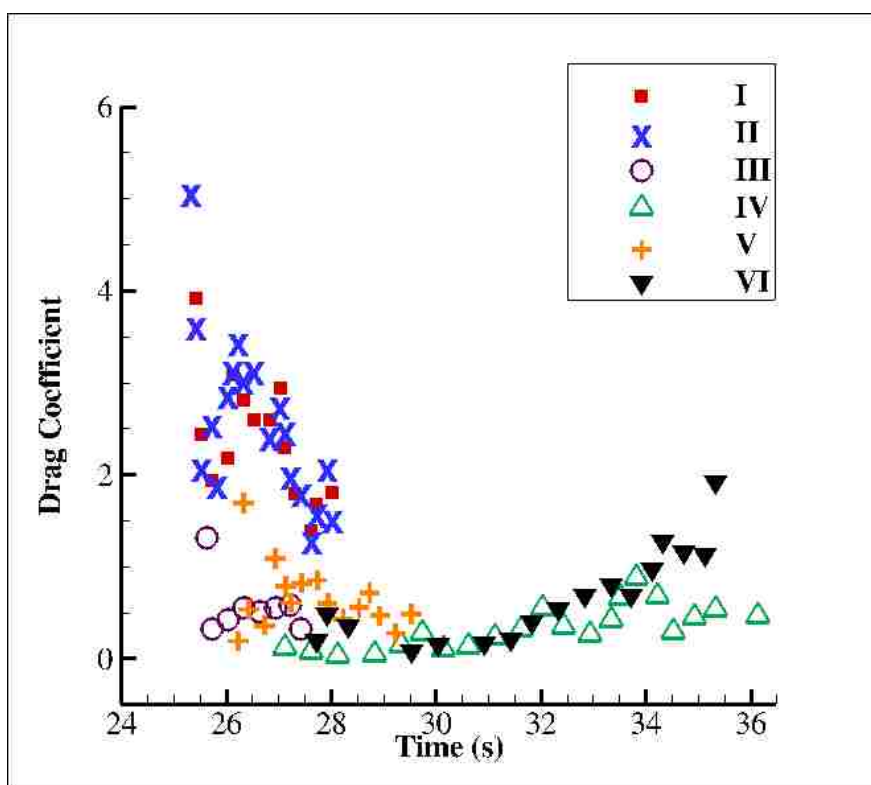 I
II
III
IV
V
VI
6
4
2
0
Drag Coefficient
24 26 28 30 32 34 36
Time (s)